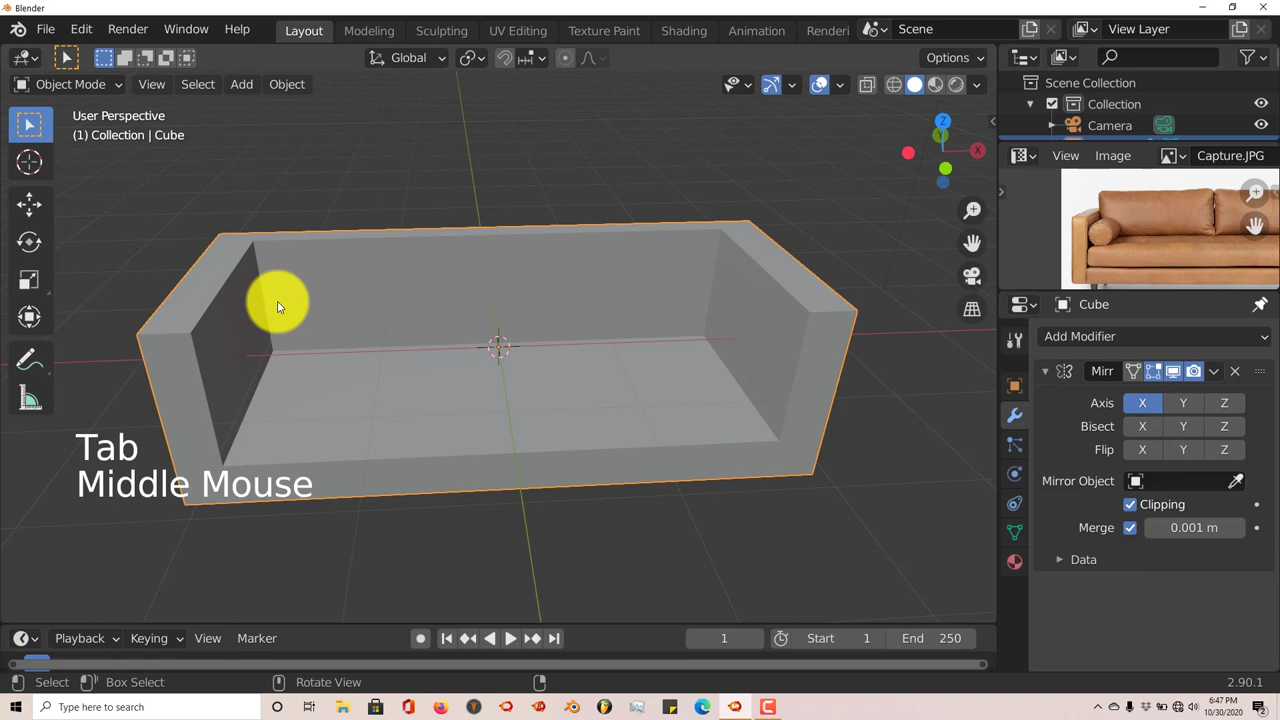 Blender
File Edit Render Window Help Layout Modeling Sculpting UV Editing Texture Paint Shading Animation Renderi Scene View Layer
Global Options
Object Mode View Select Add Object
User Perspective
(1) Collection | Cube
Z
X
Scene Collection
Collection
Camera
View Image Capture.JPG
Cube
Add Modifier
Mirr
Axis X Y Z
Bisect X Y Z
Flip X Y Z
Mirror Object
Clipping
Merge 0.001 m
Data
Tab
Middle Mouse
Playback Keying View Marker 1 Start 1 End 250
Select Box Select Rotate View 2.90.1
Type here to search
6:47 PM
10/30/2020
2